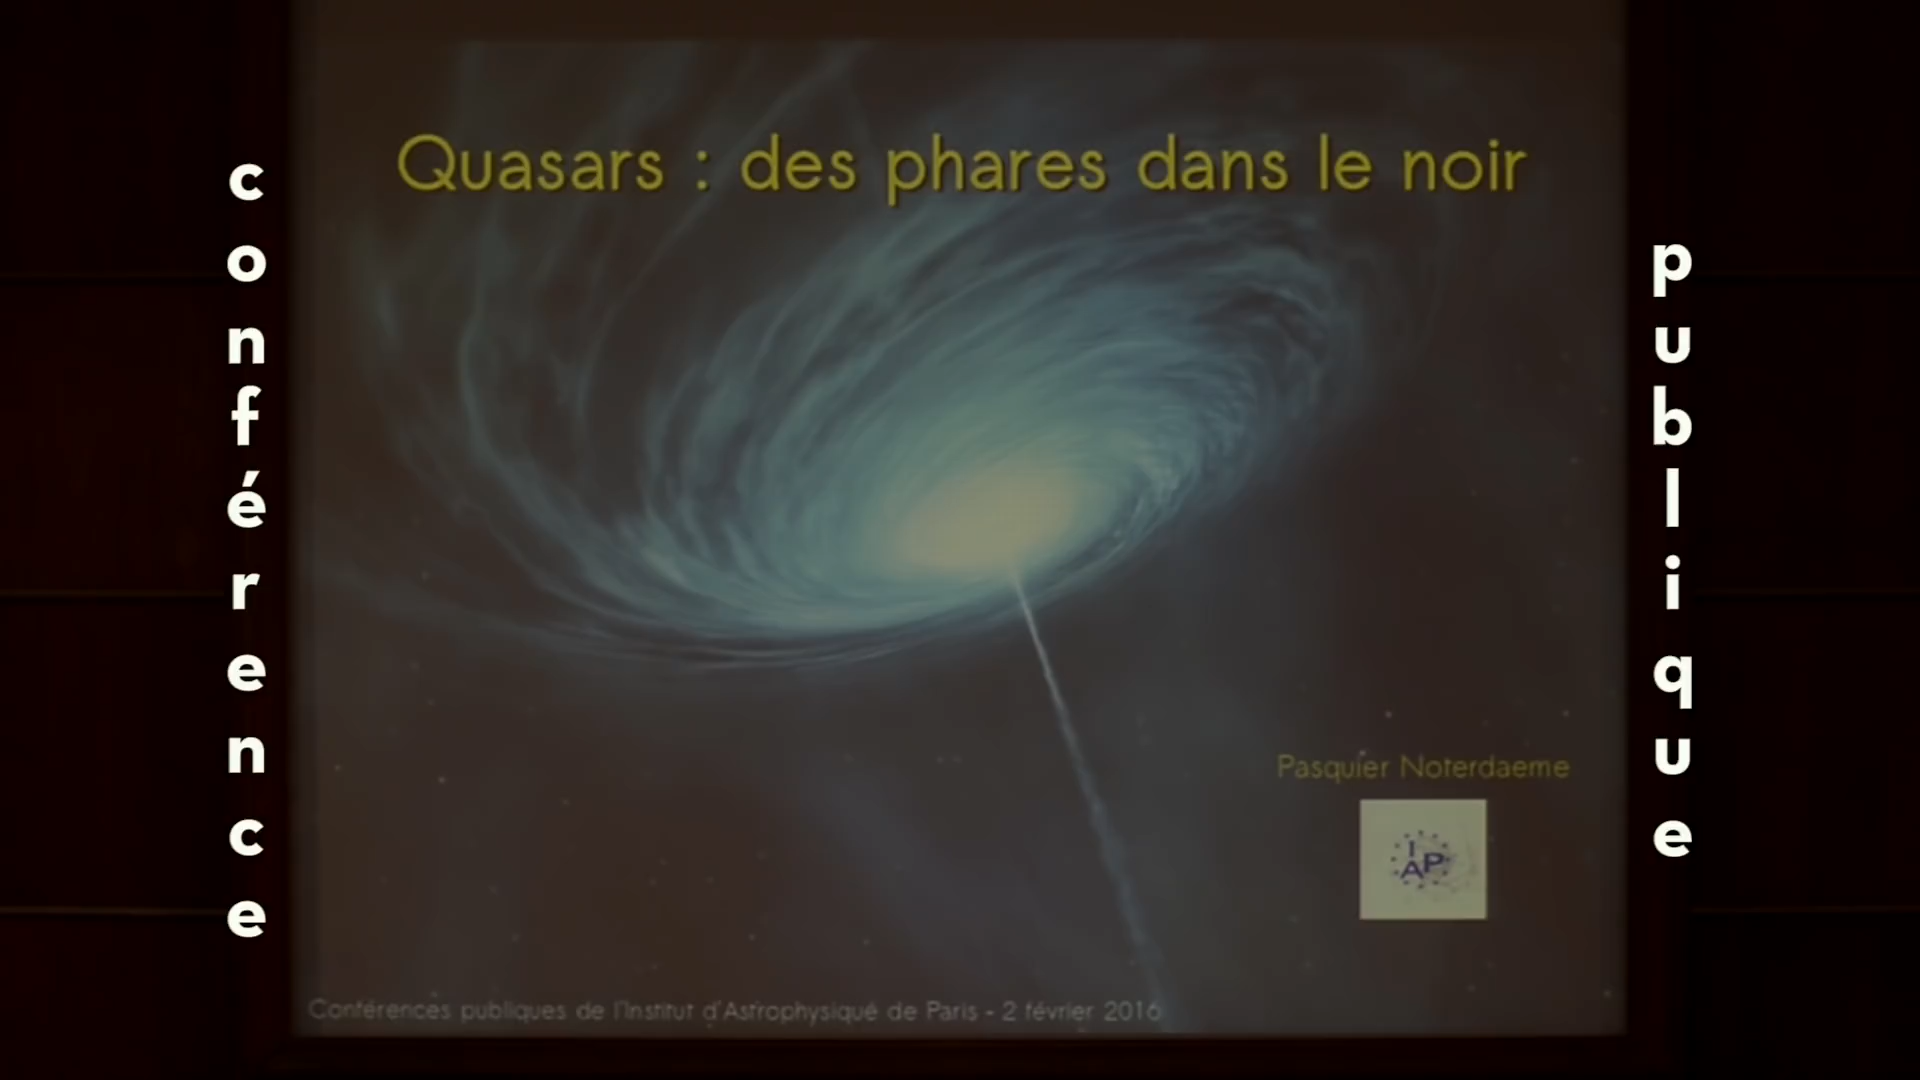 conférence
Quasars : des phares dans le noir
publique
Pasquier Noterdaeme
IAP
Conférences publiques de l'Institut d'Astrophysique de Paris - 2 février 2016